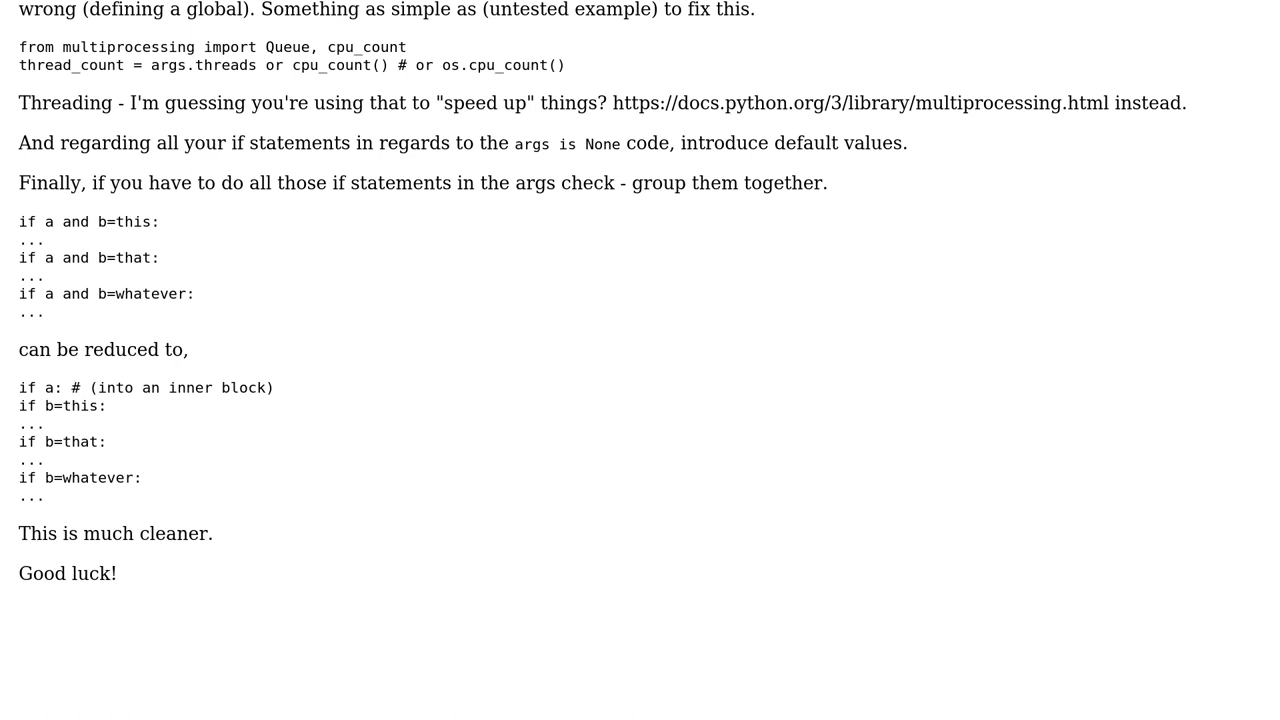 wrong (defining a global). Something as simple as (untested example) to fix this.
from multiprocessing import Queue, cpu_count
thread_count = args.threads or cpu_count() # or os.cpu_count()
Threading - I'm guessing you're using that to "speed up" things? https://docs.python.org/3/library/multiprocessing.html instead.
And regarding all your if statements in regards to the args is None code, introduce default values.
Finally, if you have to do all those if statements in the args check - group them together.
if a and b=this:
...
if a and b=that:
...
if a and b=whatever:
...
can be reduced to,
if a: # (into an inner block)
if b=this:
...
if b=that:
...
if b=whatever:
...
This is much cleaner.
Good luck!